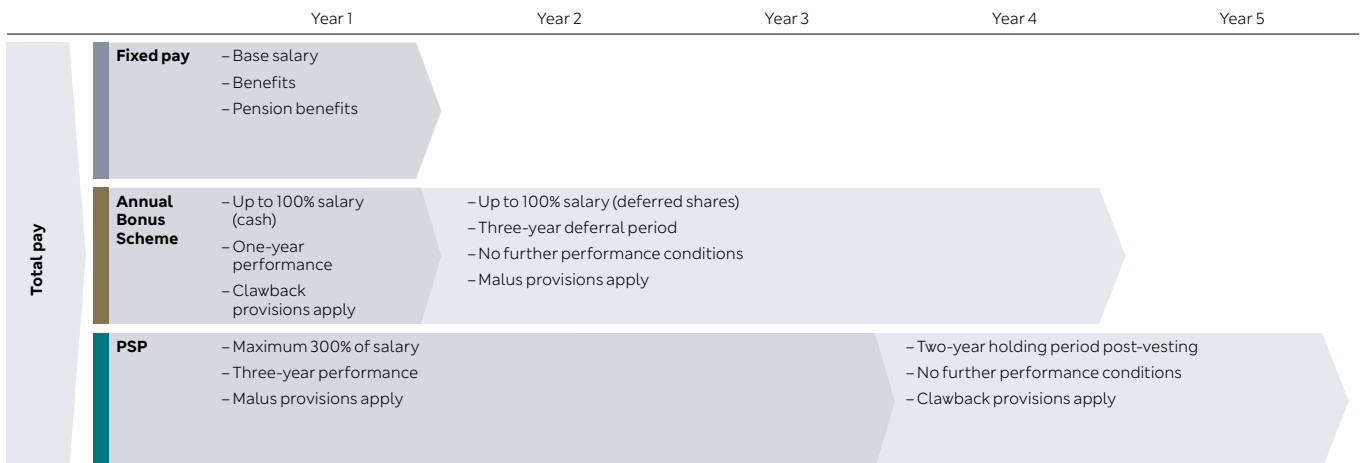 Year 1 Year 2 Year 3 Year 4 Year 5
Total pay
Fixed pay
– Base salary
– Benefits
– Pension benefits
Annual
Bonus
Scheme
– Up to 100% salary
(cash)
– One-year
performance
– Clawback
provisions apply
– Up to 100% salary (deferred shares)
– Three-year deferral period
– No further performance conditions
– Malus provisions apply
PSP
– Maximum 300% of salary
– Three-year performance
– Malus provisions apply
– Two-year holding period post-vesting
– No further performance conditions
– Clawback provisions apply